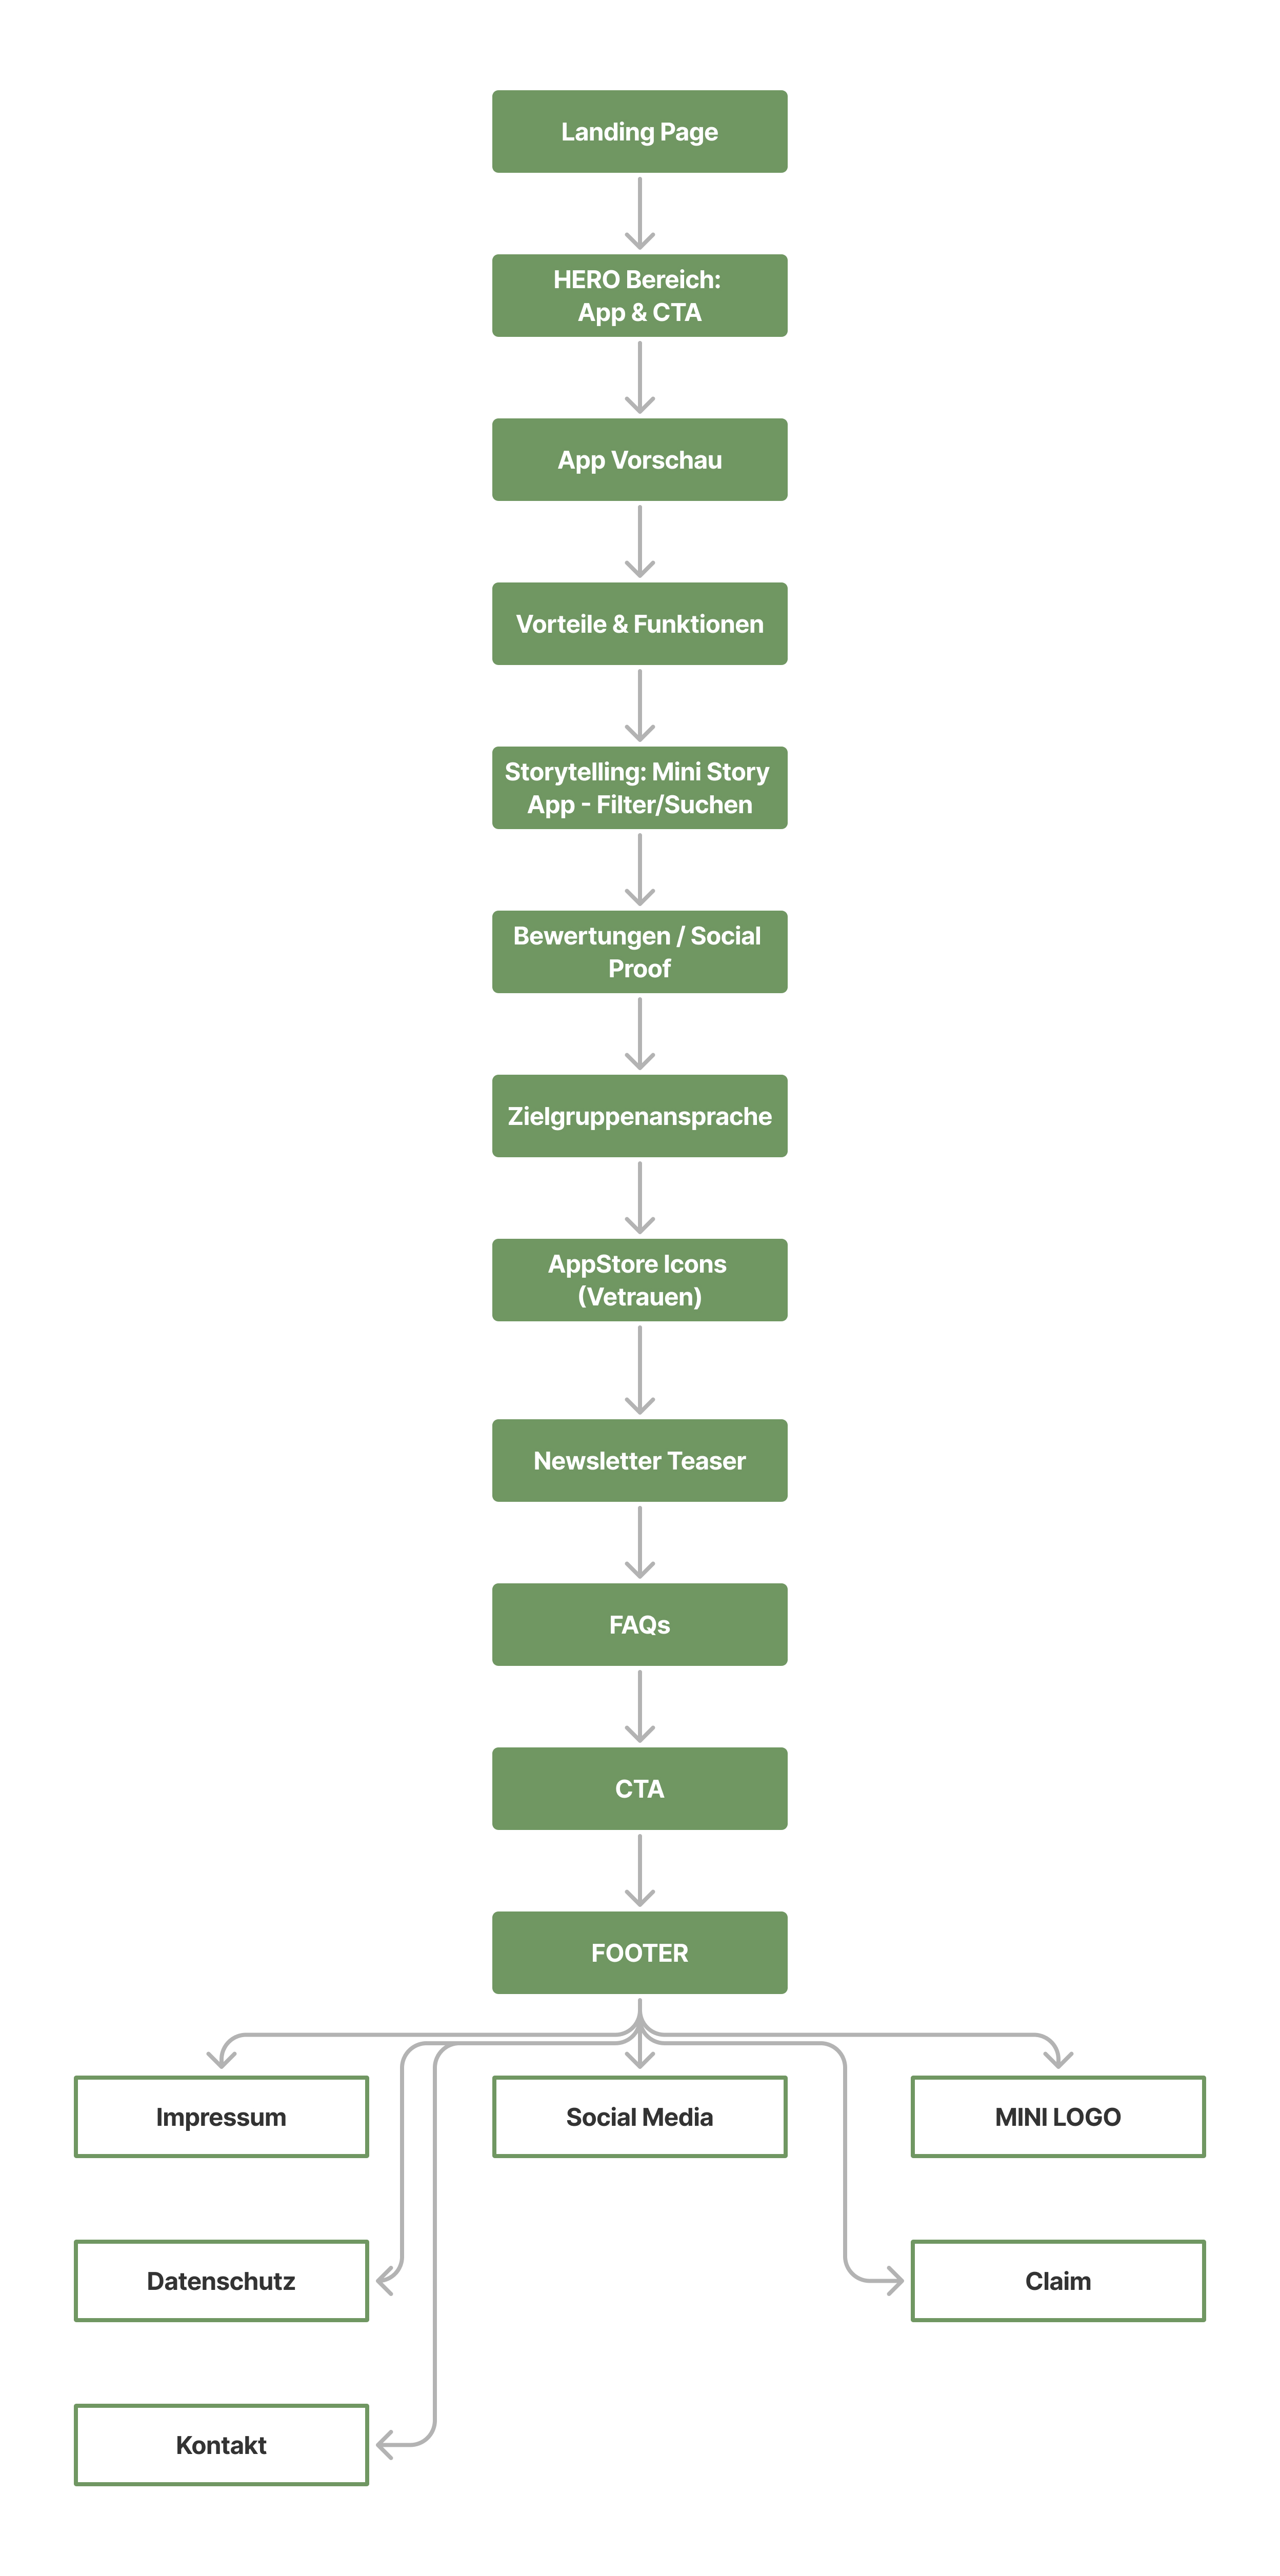 Landing Page
HERO Bereich:
App & CTA
App Vorschau
Vorteile & Funktionen
Storytelling: Mini Story
App - Filter/Suchen
Bewertungen / Social
Proof
Zielgruppenansprache
AppStore Icons
(Vetrauen)
Newsletter Teaser
FAQs
CTA
FOOTER
Impressum
Social Media
MINI LOGO
Datenschutz
Claim
Kontakt